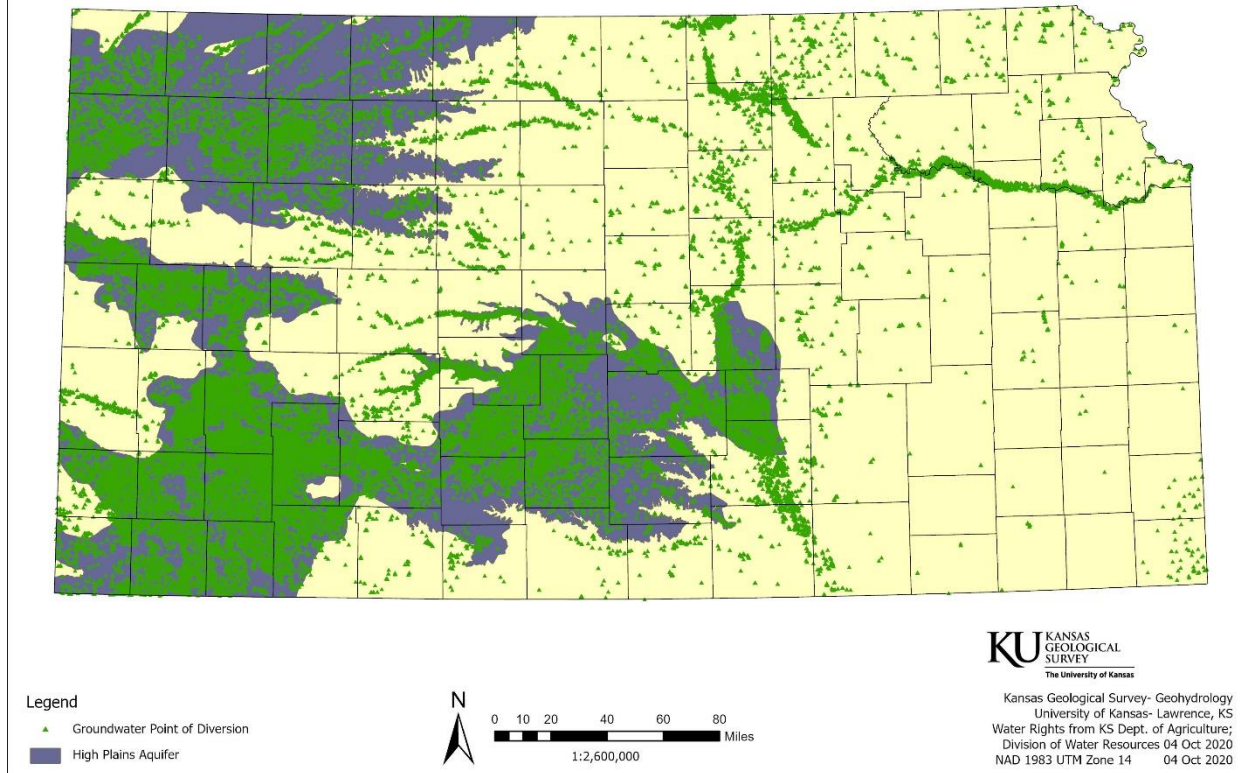 KU KANSAS
GEOLOGICAL
SURVEY
The University of Kansas
Legend
Groundwater Point of Diversion
High Plains Aquifer
N
0 10 20 40 60 80
Miles
1:2,600,000
Kansas Geological Survey- Geohydrology
University of Kansas- Lawrence, KS
Water Rights from KS Dept. of Agriculture;
Division of Water Resources 04 Oct 2020
NAD 1983 UTM Zone 14 04 Oct 2020